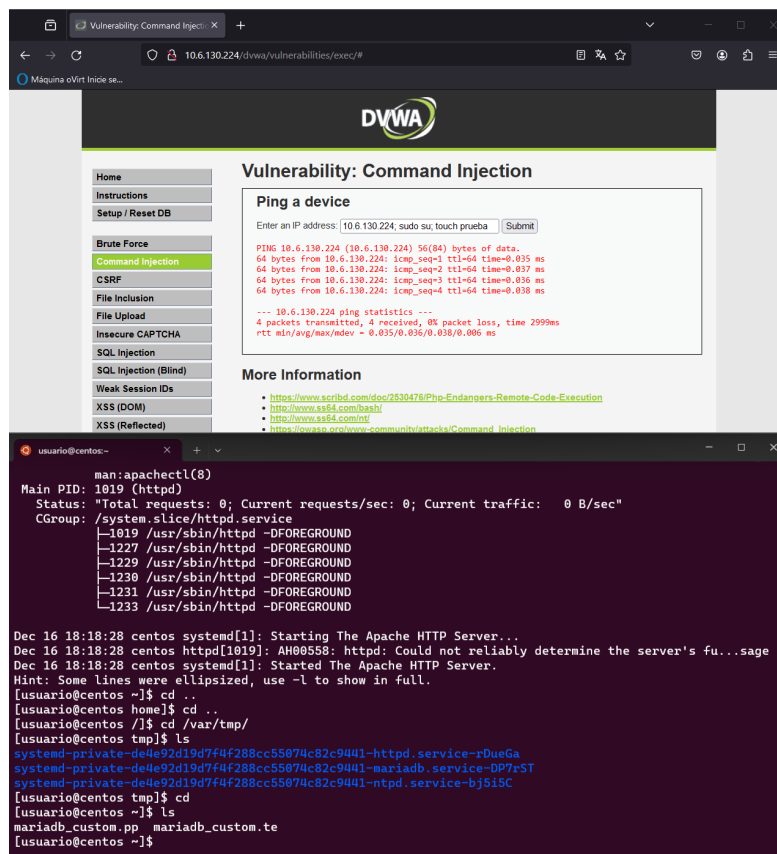 Vulnerability: Command Injectic
10.6.130.224/dvwa/vulnerabilities/exec/#
Máquina oVirt Inicie se...
DVWA
Home
Instructions
Setup / Reset DB
Brute Force
Command Injection
CSRF
File Inclusion
File Upload
Insecure CAPTCHA
SQL Injection
SQL Injection (Blind)
Weak Session IDs
XSS (DOM)
XSS (Reflected)
Vulnerability: Command Injection
Ping a device
Enter an IP address: 10.6.130.224; sudo su; touch prueba Submit
PING 10.6.130.224 (10.6.130.224) 56(84) bytes of data.
64 bytes from 10.6.130.224: icmp_seq=1 ttl=64 time=0.035 ms
64 bytes from 10.6.130.224: icmp_seq=2 ttl=64 time=0.037 ms
64 bytes from 10.6.130.224: icmp_seq=3 ttl=64 time=0.036 ms
64 bytes from 10.6.130.224: icmp_seq=4 ttl=64 time=0.038 ms
--- 10.6.130.224 ping statistics ---
4 packets transmitted, 4 received, 0% packet loss, time 2999ms
rtt min/avg/max/mdev = 0.035/0.036/0.038/0.006 ms
More Information
https://www.scribd.com/doc/2530476/Php-Endangers-Remote-Code-Execution
http://www.ss64.com/bash/
http://www.ss64.com/nt/
https://owasp.org/www-community/attacks/Command_Injection
usuario@centos:~
man:apachectl(8)
Main PID: 1019 (httpd)
Status: "Total requests: 0; Current requests/sec: 0; Current traffic:   0 B/sec"
CGroup: /system.slice/httpd.service
├─1019 /usr/sbin/httpd -DFOREGROUND
├─1227 /usr/sbin/httpd -DFOREGROUND
├─1229 /usr/sbin/httpd -DFOREGROUND
├─1230 /usr/sbin/httpd -DFOREGROUND
├─1231 /usr/sbin/httpd -DFOREGROUND
└─1233 /usr/sbin/httpd -DFOREGROUND
Dec 16 18:18:28 centos systemd[1]: Starting The Apache HTTP Server...
Dec 16 18:18:28 centos httpd[1019]: AH00558: httpd: Could not reliably determine the server's fu...sage
Dec 16 18:18:28 centos systemd[1]: Started The Apache HTTP Server.
Hint: Some lines were ellipsized, use -l to show in full.
[usuario@centos ~]$ cd ..
[usuario@centos home]$ cd ..
[usuario@centos /]$ cd /var/tmp/
[usuario@centos tmp]$ ls
systemd-private-de4e92d19d7f4f288cc55074c82c9441-httpd.service-rDueGa
systemd-private-de4e92d19d7f4f288cc55074c82c9441-mariadb.service-DP7rST
systemd-private-de4e92d19d7f4f288cc55074c82c9441-ntpd.service-bj5i5C
[usuario@centos tmp]$ cd
[usuario@centos ~]$ ls
mariadb_custom.pp  mariadb_custom.te
[usuario@centos ~]$